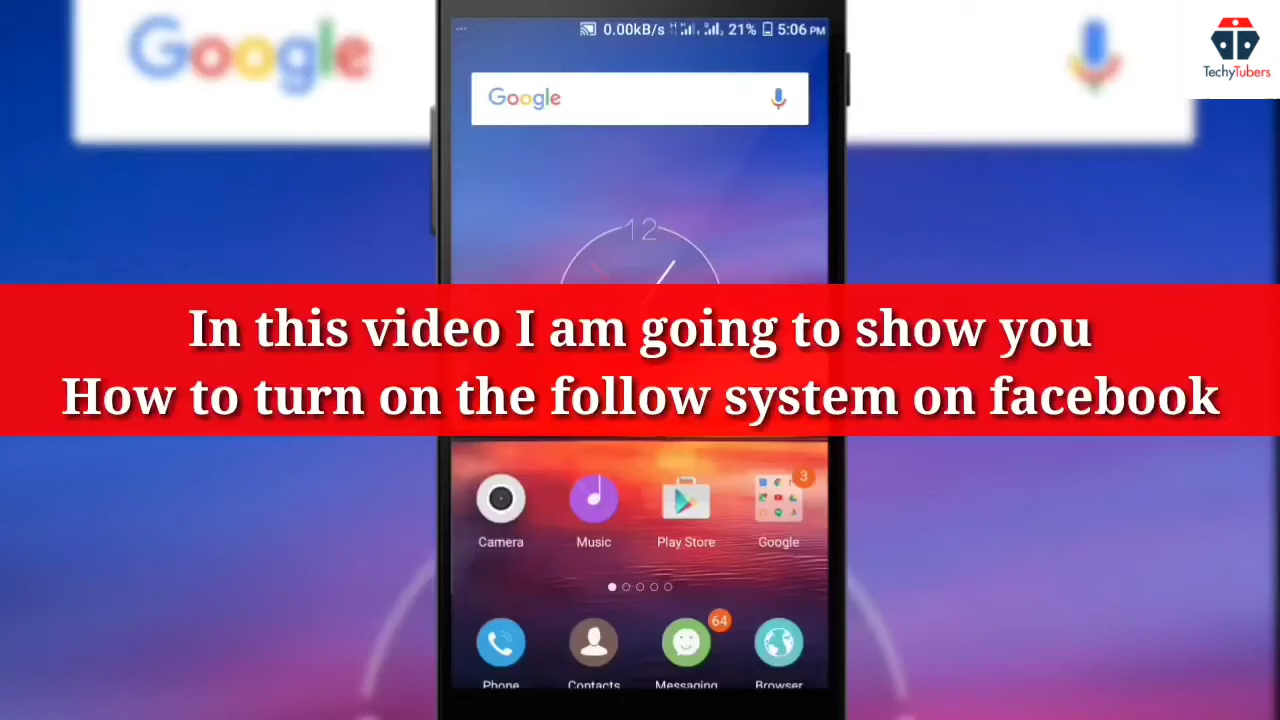 Google
0.00kB/s 21% 5:06 PM
TechyTubers
Google
12
In this video I am going to show you
How to turn on the follow system on facebook
3
Camera Music Play Store Google
64
Phone Contacts Messaging Browser